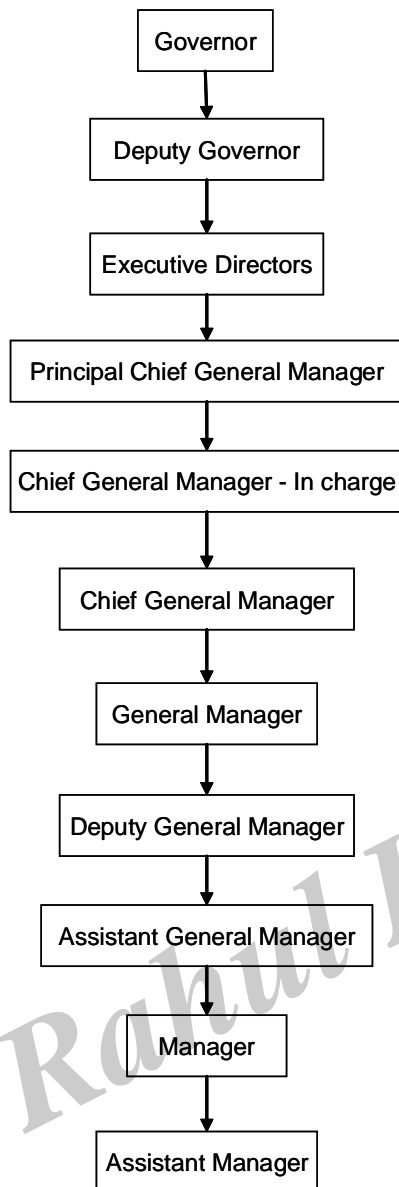 Governor
Deputy Governor
Executive Directors
Principal Chief General Manager
Chief General Manager - In charge
Chief General Manager
General Manager
Deputy General Manager
Assistant General Manager
Rahul
Manager
Assistant Manager